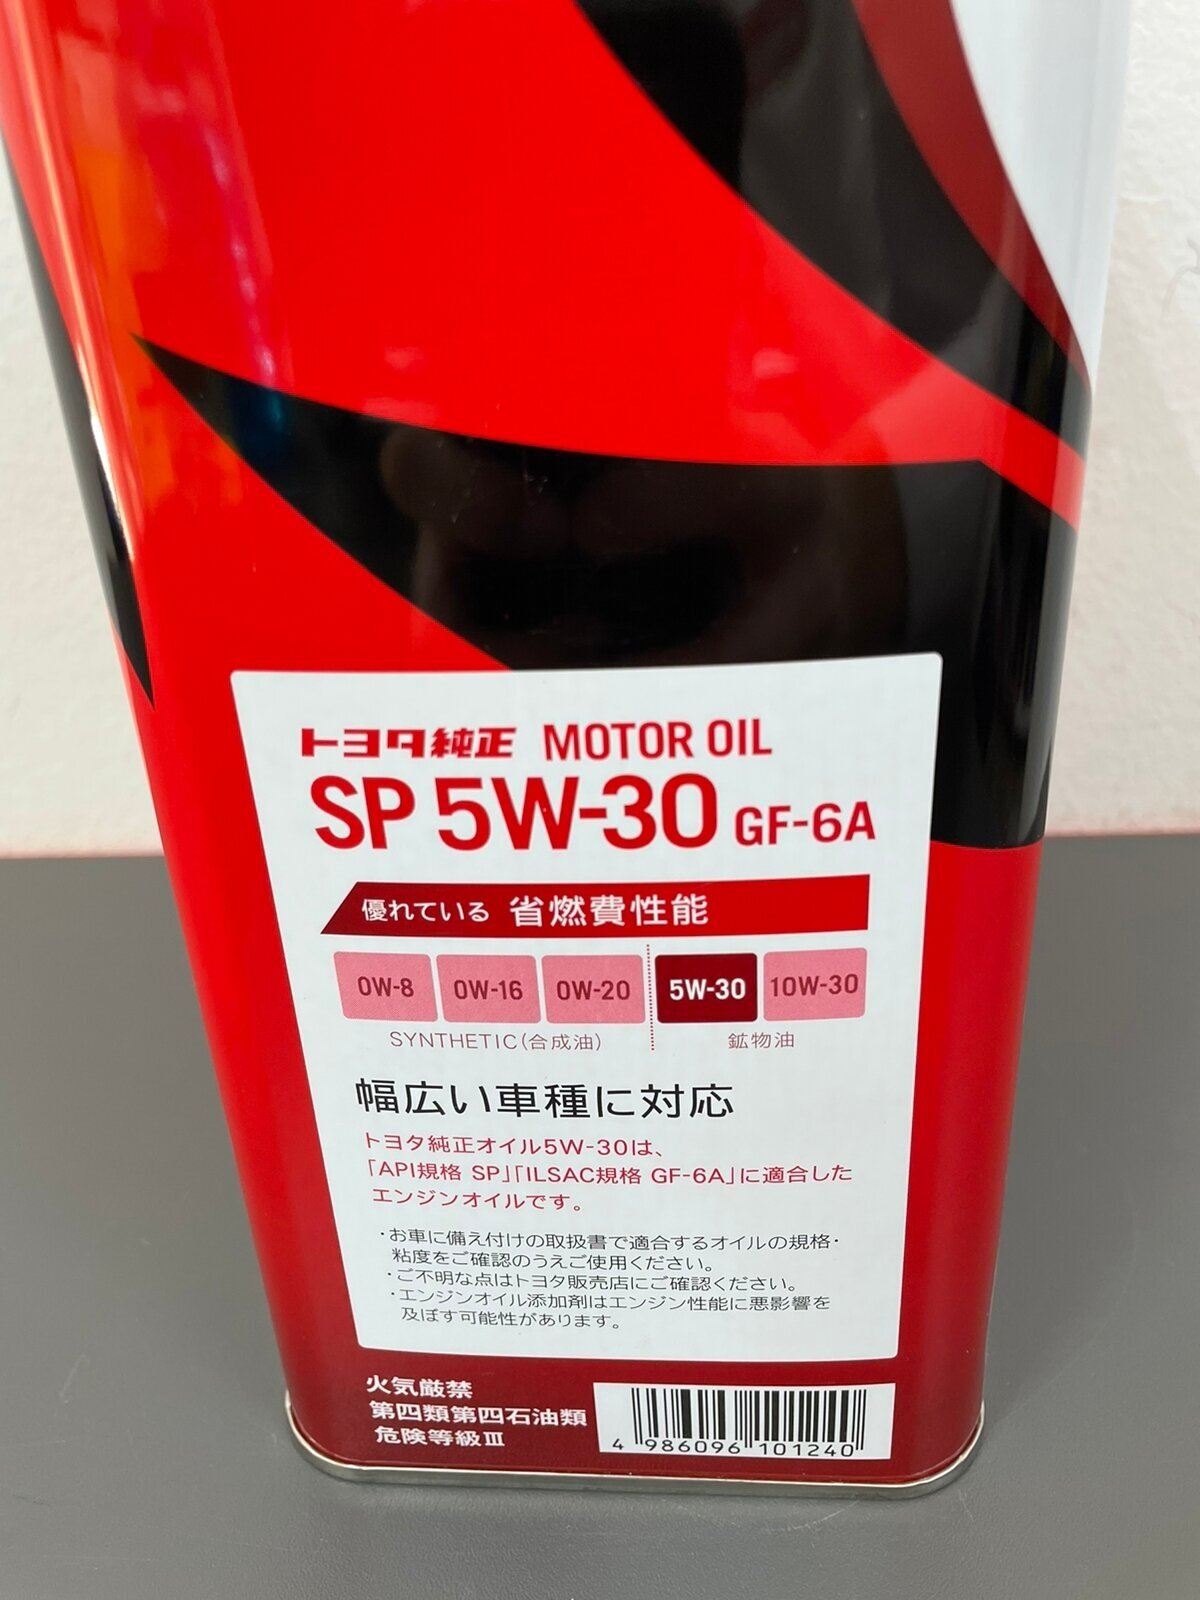 トヨタ純正 MOTOR OIL
SP 5W-30 GF-6A
優れている 省燃費性能
0W-8 0W-16 0W-20 5W-30 10W-30
SYNTHETIC(合成油) 鉱物油
幅広い車種に対応
トヨタ純正オイル5W-30は、
「API規格 SP」「ILSAC規格 GF-6A」に適合した
エンジンオイルです。
・お車に備え付けの取扱書で適合するオイルの規格・
粘度をご確認のうえご使用ください。
・ご不明な点はトヨタ販売店にご確認ください。
・エンジンオイル添加剤はエンジン性能に悪影響を
及ぼす可能性があります。
火気厳禁
第四類第四石油類
危険等級Ⅲ
4 986096 101240